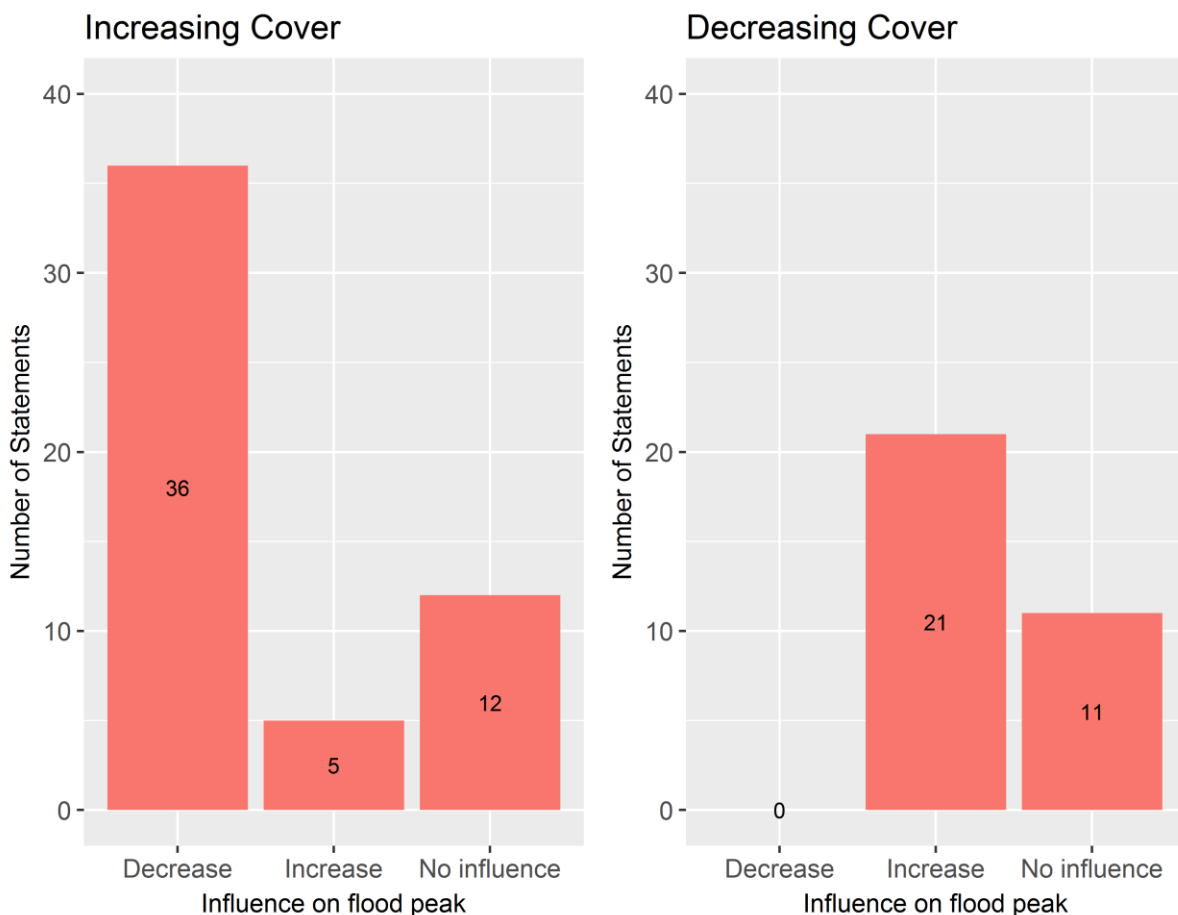 Increasing Cover
40
30
20
10
0
Number of Statements
36
5
12
Decrease Increase No influence
Influence on flood peak
Decreasing Cover
40
30
20
10
0
Number of Statements
0
21
11
Decrease Increase No influence
Influence on flood peak